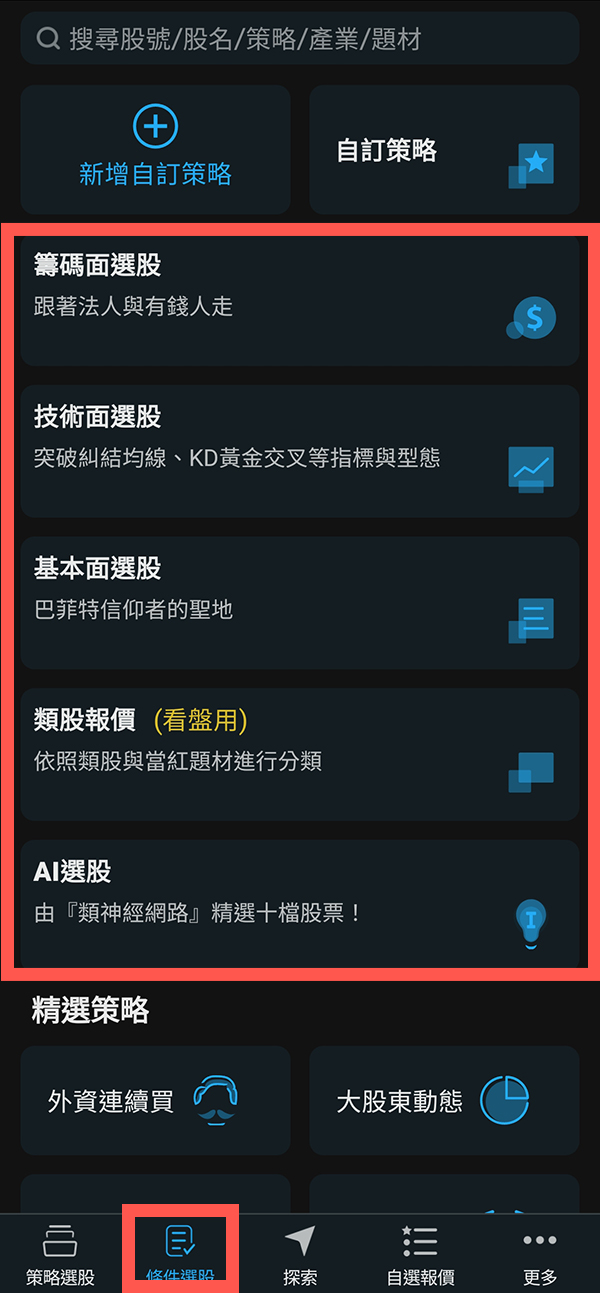 搜尋股號/股名/策略/產業/題材
新增自訂策略
自訂策略
籌碼面選股
跟著法人與有錢人走
技術面選股
突破糾結均線、KD黃金交叉等指標與型態
基本面選股
巴菲特信仰者的聖地
類股報價 (看盤用)
依照類股與當紅題材進行分類
AI選股
由『類神經網路』精選十檔股票！
精選策略
外資連續買
大股東動態
策略選股
條件選股
探索
自選報價
更多